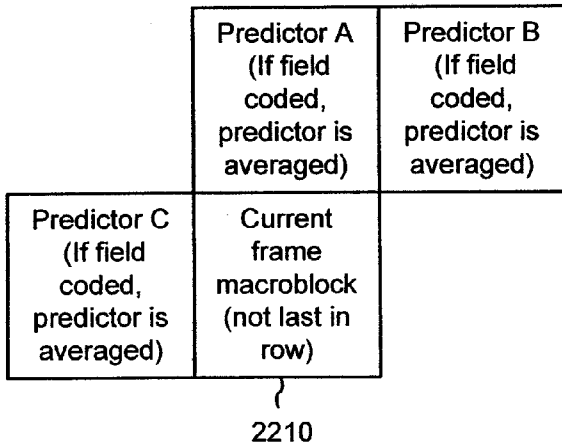 Predictor A
(If field
coded,
predictor is
averaged)
Predictor B
(If field
coded,
predictor is
averaged)
Predictor C
(If field
coded,
predictor is
averaged)
Current
frame
macroblock
(not last in
row)
2210